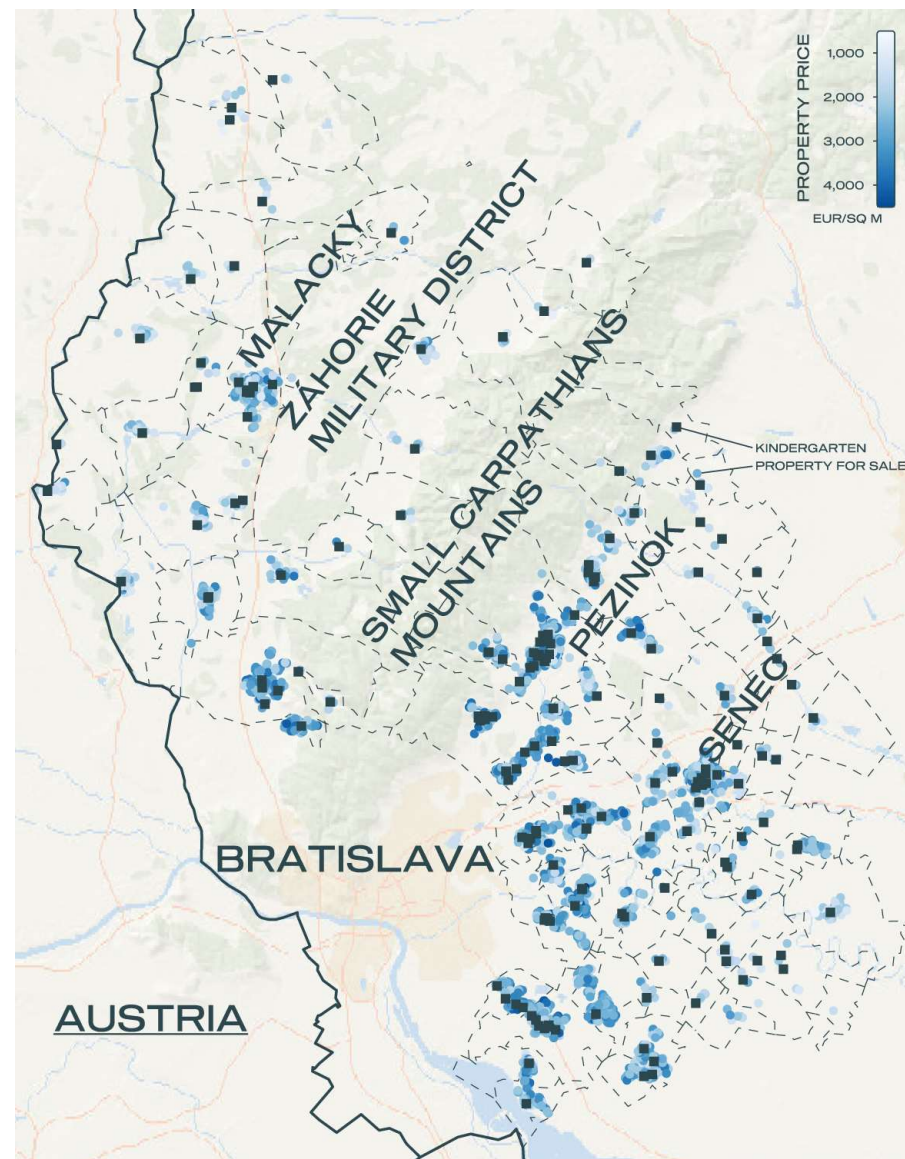 PROPERTY PRICE
1,000
2,000
3,000
4,000
EUR/SQ M
MALACKY
ZÁHORIE
MILITARY DISTRICT
SMALL CARPATHIANS
MOUNTAINS
KINDERGARTEN
PROPERTY FOR SALE
PEZINOK
SENEC
BRATISLAVA
AUSTRIA